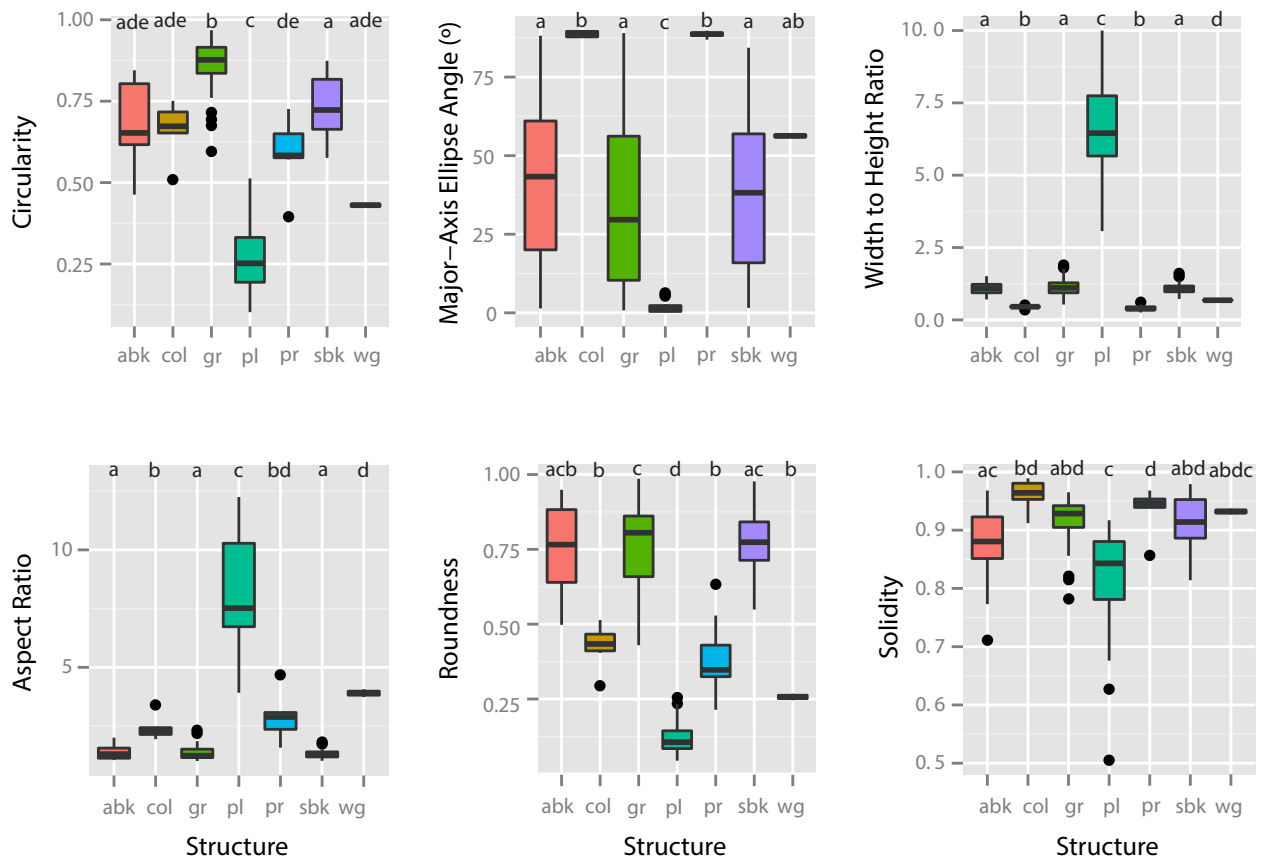 Circularity
1.00
0.75
0.50
0.25
ade ade b c de a ade
abk col gr pl pr sbk wg
Major−Axis Ellipse Angle (º)
75
50
25
0
a b a c b a ab
abk col gr pl pr sbk wg
Width to Height Ratio
10.0
7.5
5.0
2.5
0.0
a b a c b a d
abk col gr pl pr sbk wg
Aspect Ratio
10
5
a b a c bd a d
abk col gr pl pr sbk wg
Structure
Roundness
1.00
0.75
0.50
0.25
acb b c d b ac b
abk col gr pl pr sbk wg
Structure
Solidity
1.0
0.9
0.8
0.7
0.6
0.5
ac bd abd c d abd abdc
abk col gr pl pr sbk wg
Structure